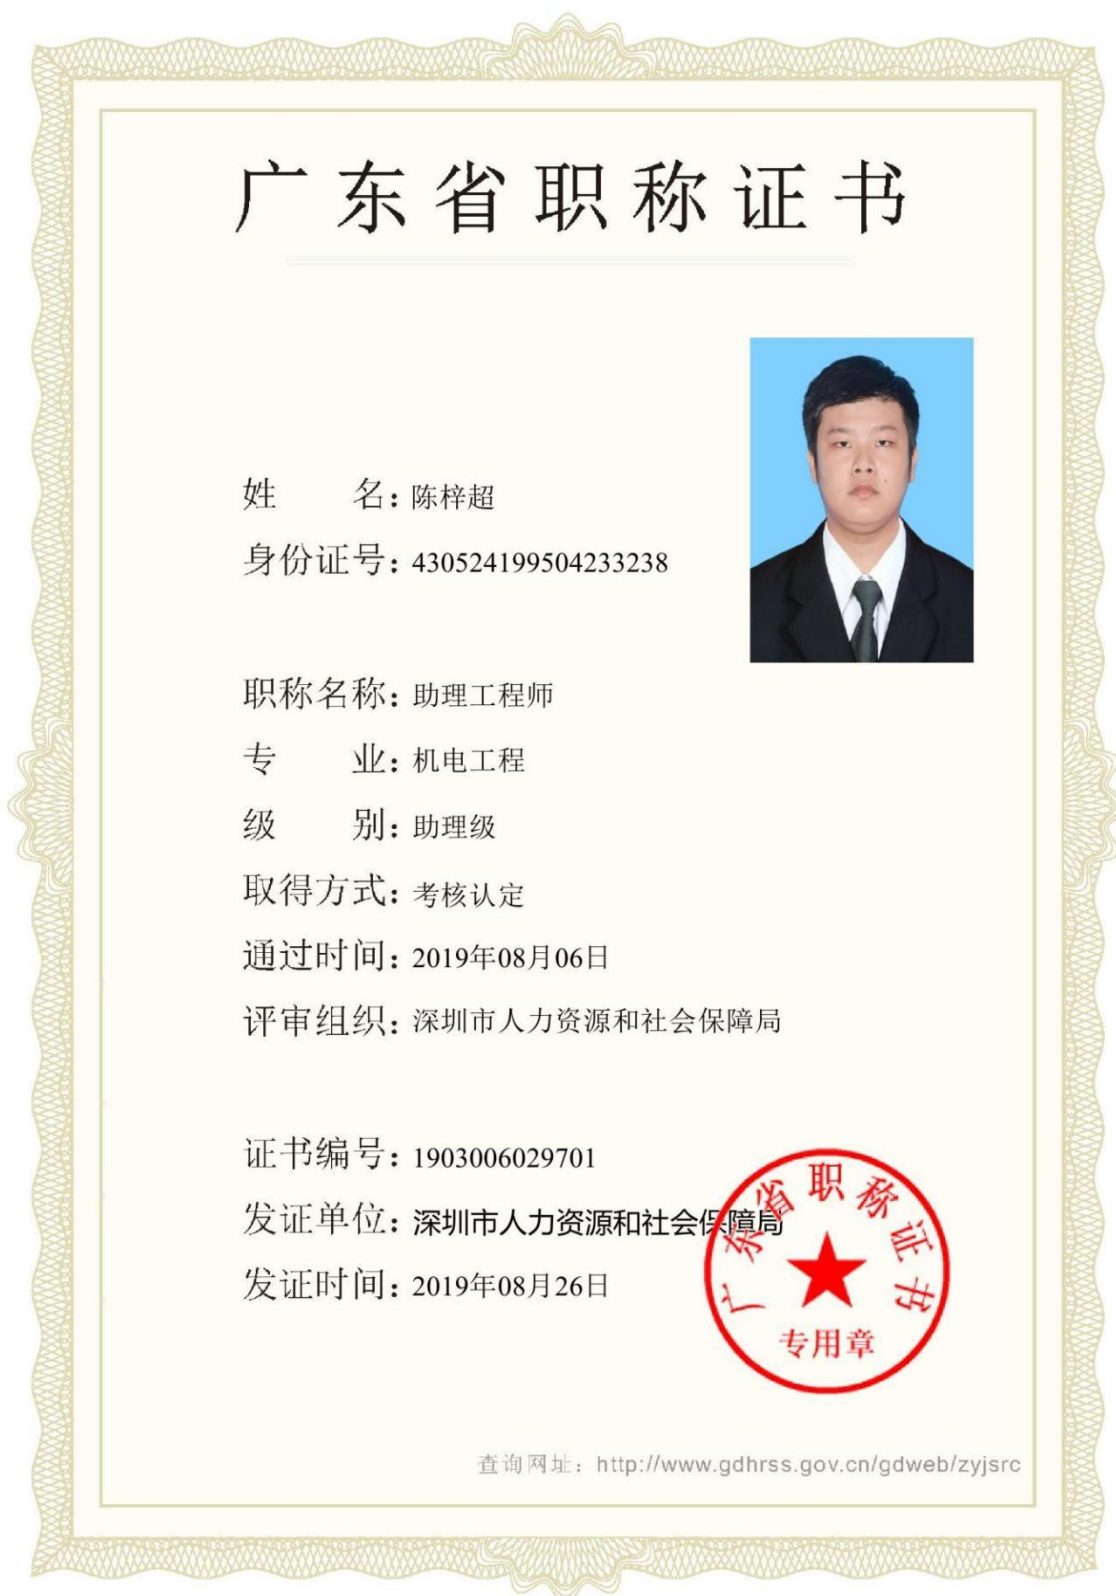 广东省职称证书
姓 名：陈梓超
身份证号：430524199504233238
职称名称：助理工程师
专 业：机电工程
级 别：助理级
取得方式：考核认定
通过时间：2019年08月06日
评审组织：深圳市人力资源和社会保障局
证书编号：1903006029701
发证单位：深圳市人力资源和社会保障局
发证时间：2019年08月26日
广东省职称证书
专用章
查询网址：http://www.gdhrss.gov.cn/gdweb/zyjsrc